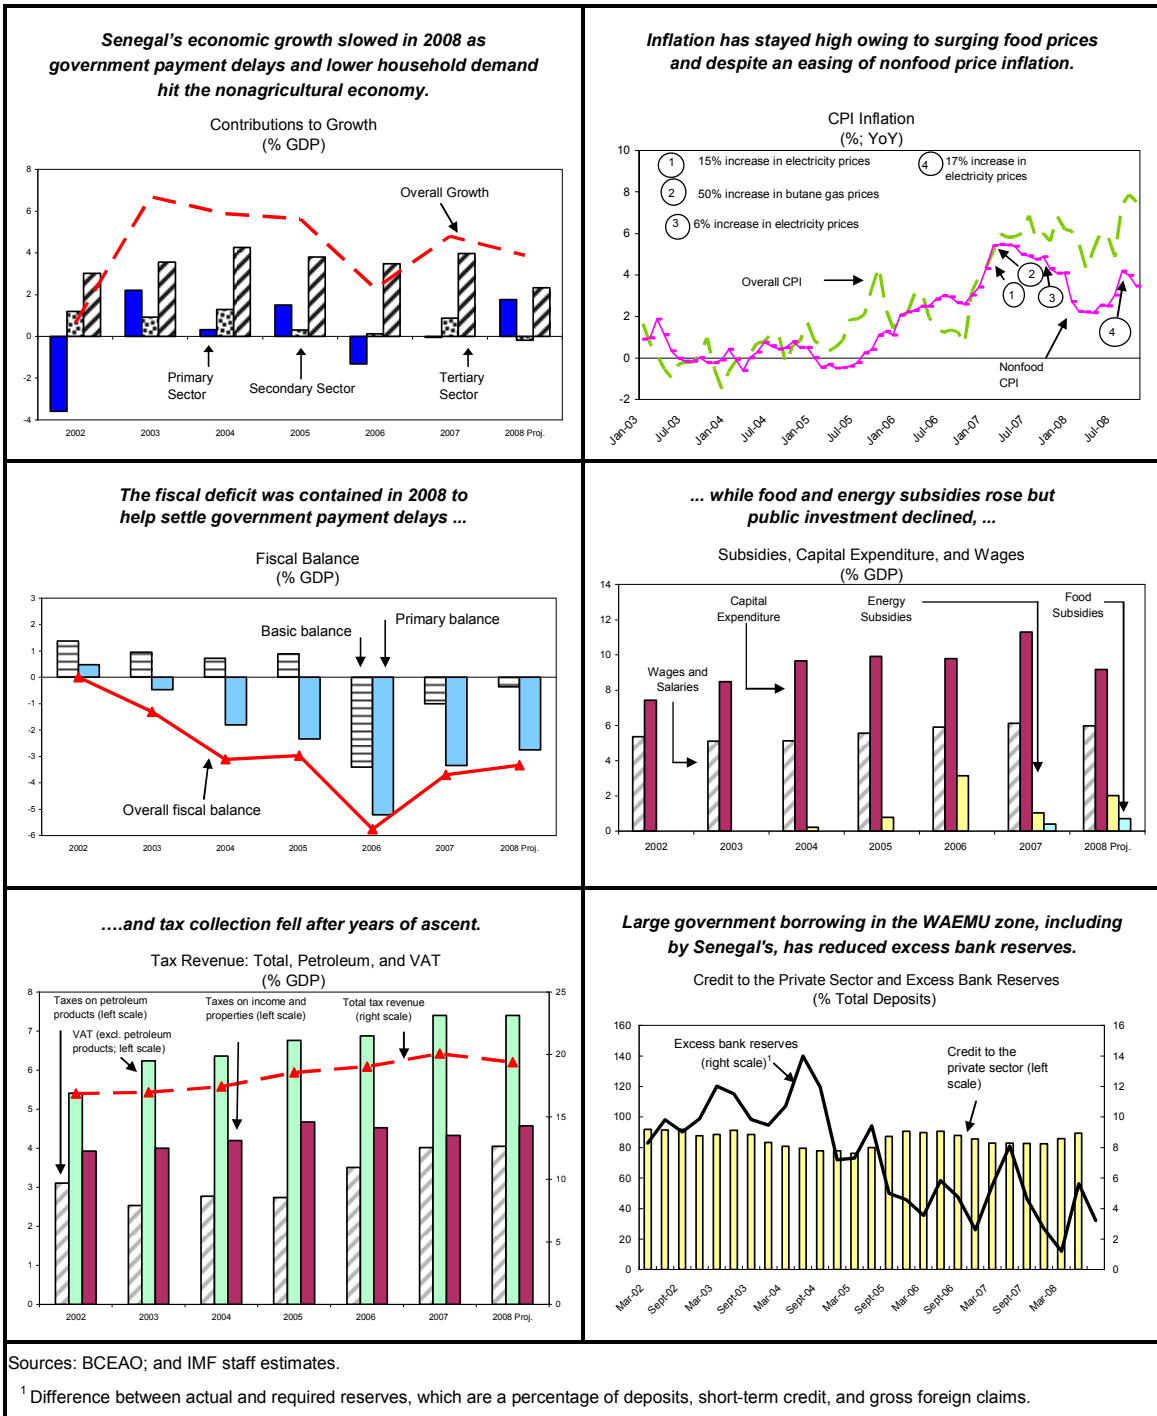 Senegal's economic growth slowed in 2008 as
government payment delays and lower household demand
hit the nonagricultural economy.
Contributions to Growth
(% GDP)
8
6
4
2
0
-2
-4
Overall Growth
Primary
Sector
Secondary Sector
Tertiary
Sector
2002
2003
2004
2005
2006
2007
2008 Proj.
Inflation has stayed high owing to surging food prices
and despite an easing of nonfood price inflation.
CPI Inflation
(%; YoY)
10
8
6
4
2
0
-2
1 15% increase in electricity prices
2 50% increase in butane gas prices
3 6% increase in electricity prices
4 17% increase in
electricity prices
Overall CPI
1
2
3
4
Nonfood
CPI
Jan-03
Jul-03
Jan-04
Jul-04
Jan-05
Jul-05
Jan-06
Jul-06
Jan-07
Jul-07
Jan-08
Jul-08
The fiscal deficit was contained in 2008 to
help settle government payment delays ...
Fiscal Balance
(% GDP)
3
2
1
0
-1
-2
-3
-4
-5
-6
Basic balance
Primary balance
Overall fiscal balance
2002
2003
2004
2005
2006
2007
2008 Proj.
... while food and energy subsidies rose but
public investment declined, ...
Subsidies, Capital Expenditure, and Wages
(% GDP)
14
12
10
8
6
4
2
0
Wages and
Salaries
Capital
Expenditure
Energy
Subsidies
Food
Subsidies
2002
2003
2004
2005
2006
2007
2008 Proj.
….and tax collection fell after years of ascent.
Tax Revenue: Total, Petroleum, and VAT
(% GDP)
8
7
6
5
4
3
2
1
0
25
20
15
10
5
0
Taxes on petroleum
products (left scale)
VAT (excl. petroleum
products; left scale)
Taxes on income and
properties (left scale)
Total tax revenue
(right scale)
2002
2003
2004
2005
2006
2007
2008 Proj.
Large government borrowing in the WAEMU zone, including
by Senegal's, has reduced excess bank reserves.
Credit to the Private Sector and Excess Bank Reserves
(% Total Deposits)
160
140
120
100
80
60
40
20
0
16
14
12
10
8
6
4
2
0
Excess bank reserves
(right scale)1
Credit to the
private sector (left
scale)
Mar-02
Sept-02
Mar-03
Sept-03
Mar-04
Sept-04
Mar-05
Sept-05
Mar-06
Sept-06
Mar-07
Sept-07
Mar-08
Sources: BCEAO; and IMF staff estimates.
1 Difference between actual and required reserves, which are a percentage of deposits, short-term credit, and gross foreign claims.